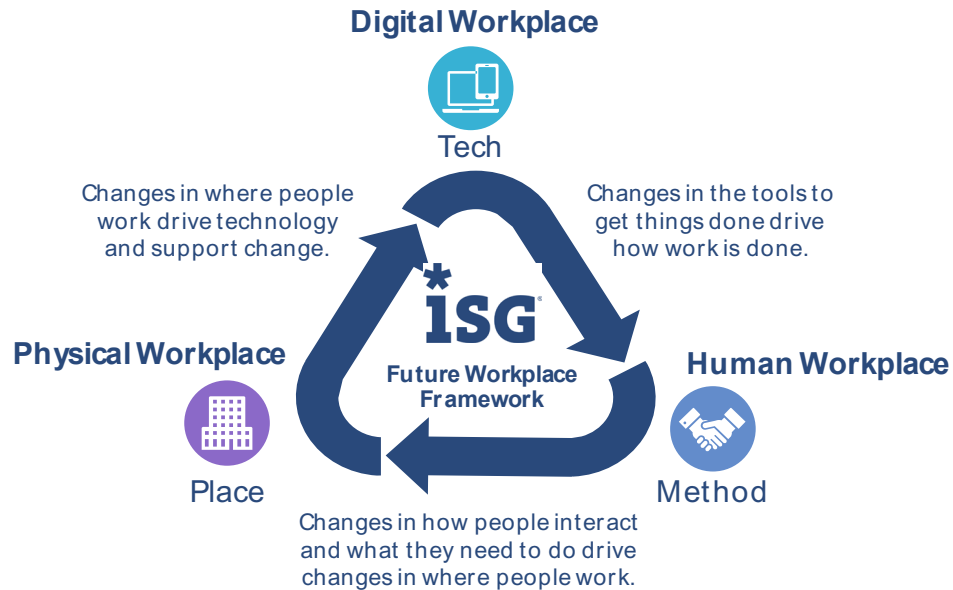 Digital Workplace
Tech
Changes in where people
work drive technology
and support change.
Changes in the tools to
get things done drive
how work is done.
*
ISG®
Future Workplace
Framework
Physical Workplace
Place
Human Workplace
Method
Changes in how people interact
and what they need to do drive
changes in where people work.